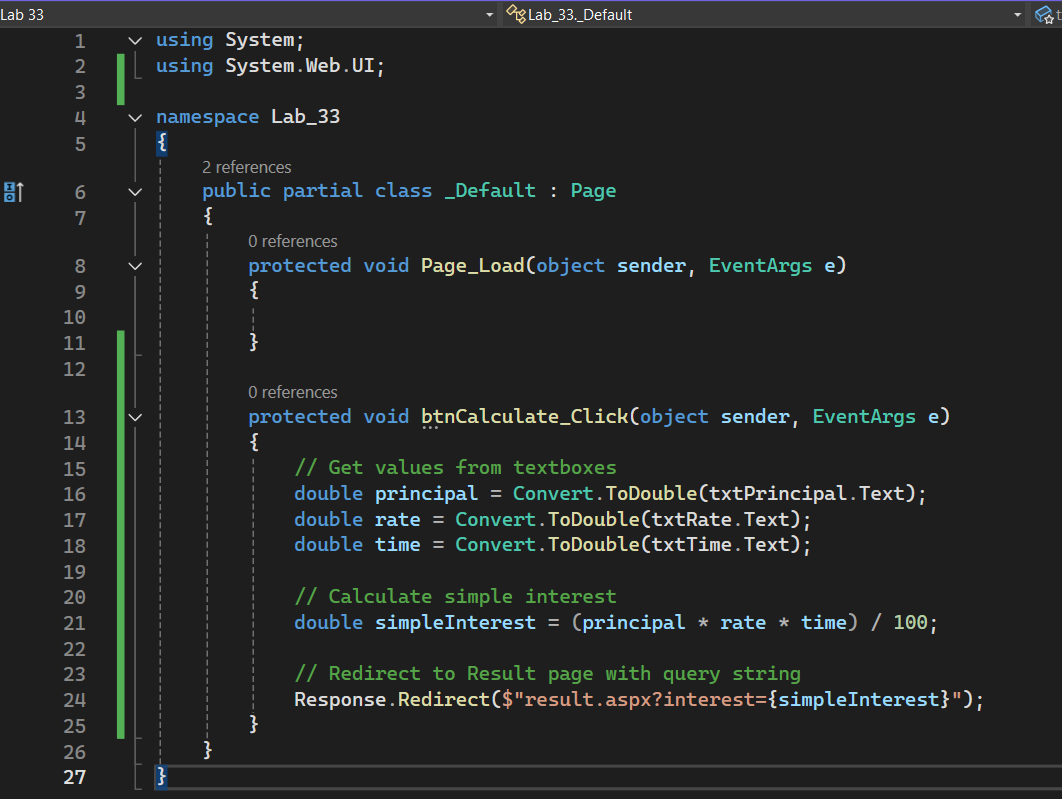 Lab 33 Lab_33._Default t
1 using System;
2 using System.Web.UI;
3
4 namespace Lab_33
5 {
2 references
6 public partial class _Default : Page
7 {
0 references
8 protected void Page_Load(object sender, EventArgs e)
9 {
10
11 }
12
0 references
13 protected void btnCalculate_Click(object sender, EventArgs e)
14 {
15 // Get values from textboxes
16 double principal = Convert.ToDouble(txtPrincipal.Text);
17 double rate = Convert.ToDouble(txtRate.Text);
18 double time = Convert.ToDouble(txtTime.Text);
19
20 // Calculate simple interest
21 double simpleInterest = (principal * rate * time) / 100;
22
23 // Redirect to Result page with query string
24 Response.Redirect($"result.aspx?interest={simpleInterest}");
25 }
26 }
27 }